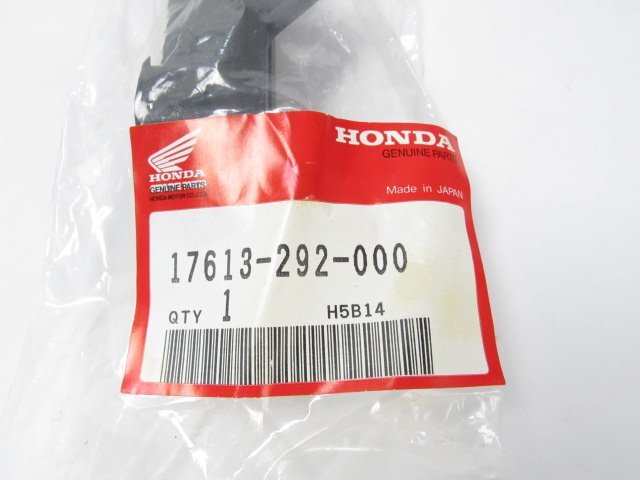 HONDA
GENUINE PARTS
HONDA MOTOR CO., LTD.
HONDA
GENUINE PARTS
Made in JAPAN
17613-292-000
QTY 1 H5B14